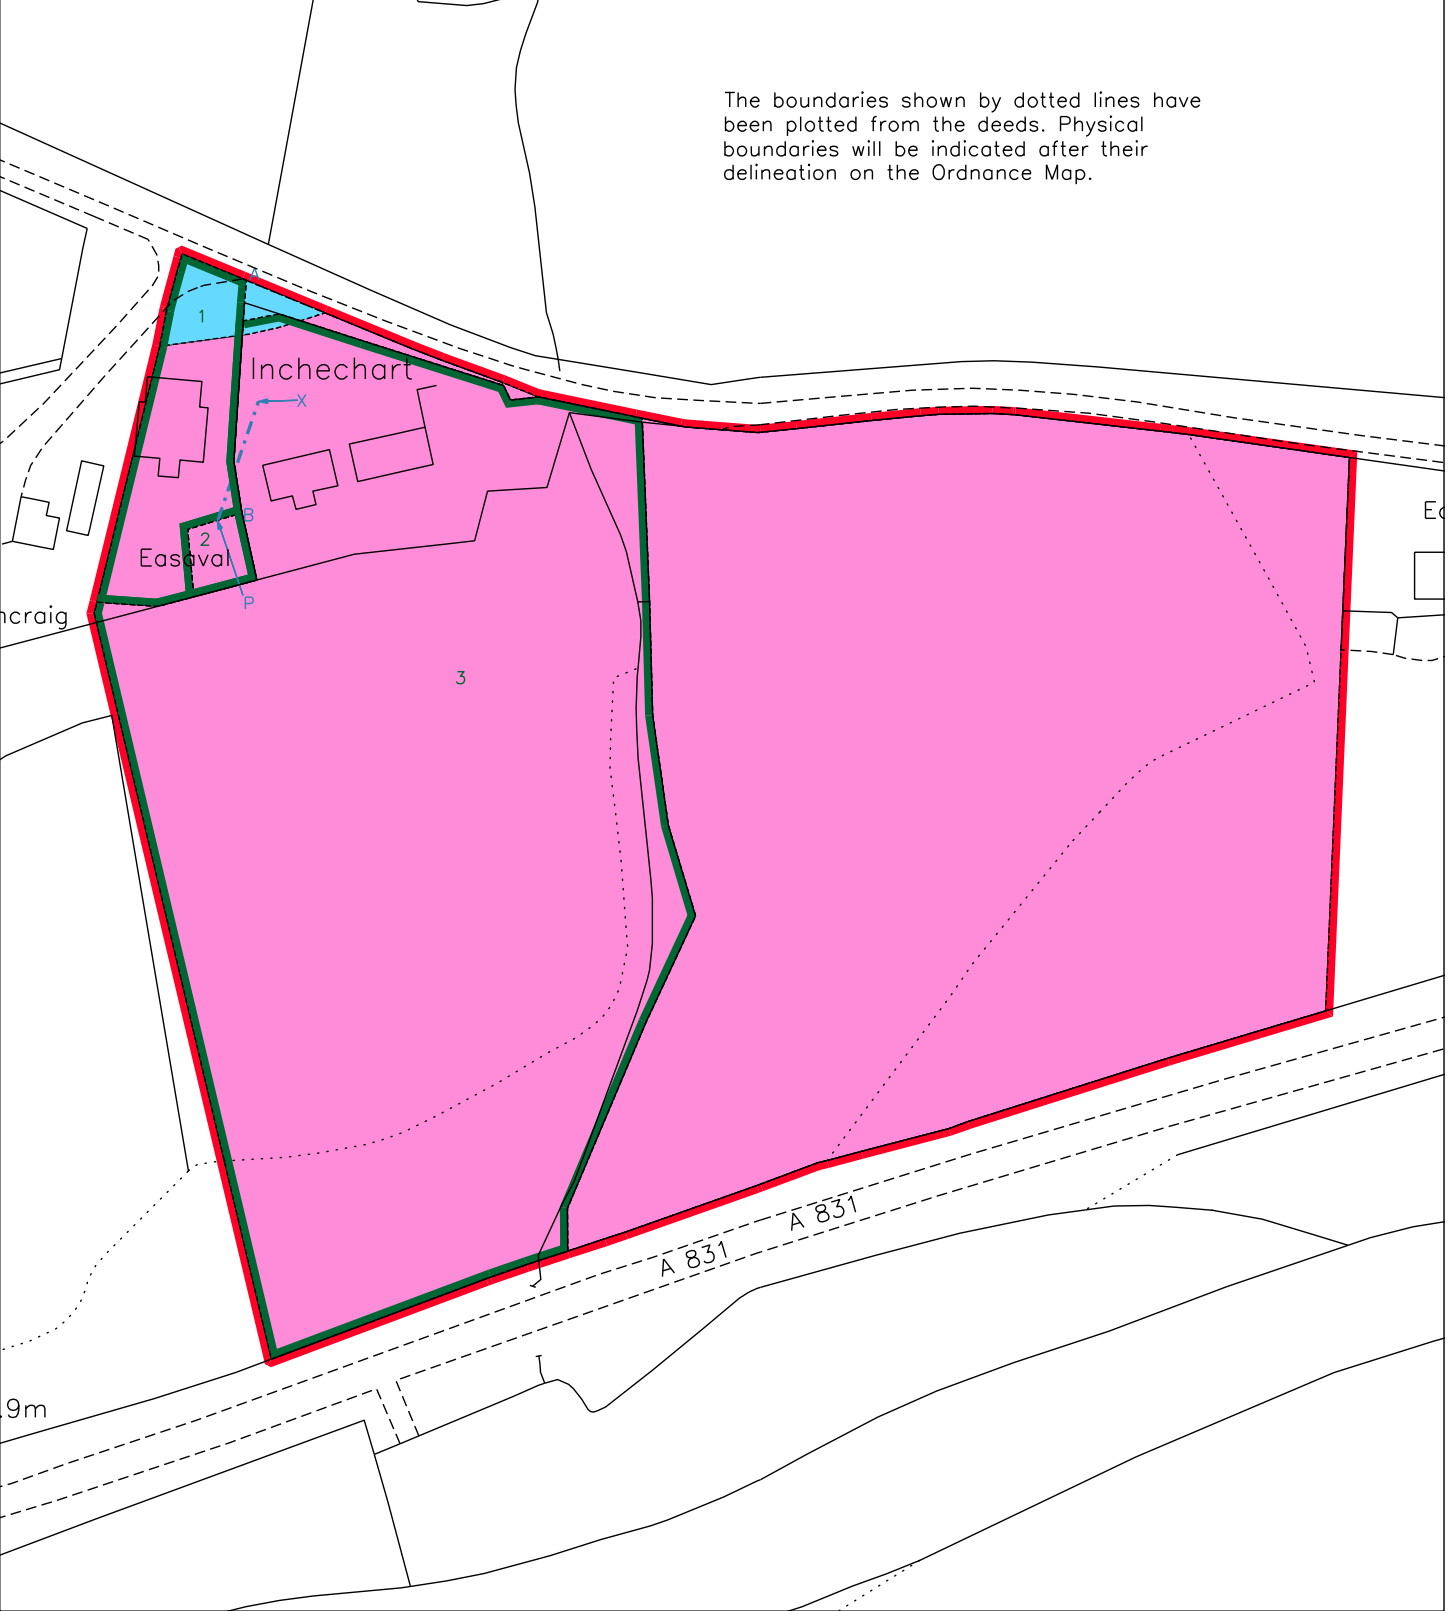 The boundaries shown by dotted lines have
been plotted from the deeds. Physical
boundaries will be indicated after their
delineation on the Ordnance Map.
A
1
Inchechart
X
B
2
Easaval
P
ncraig
Ea
3
A 831
A 831
.9m